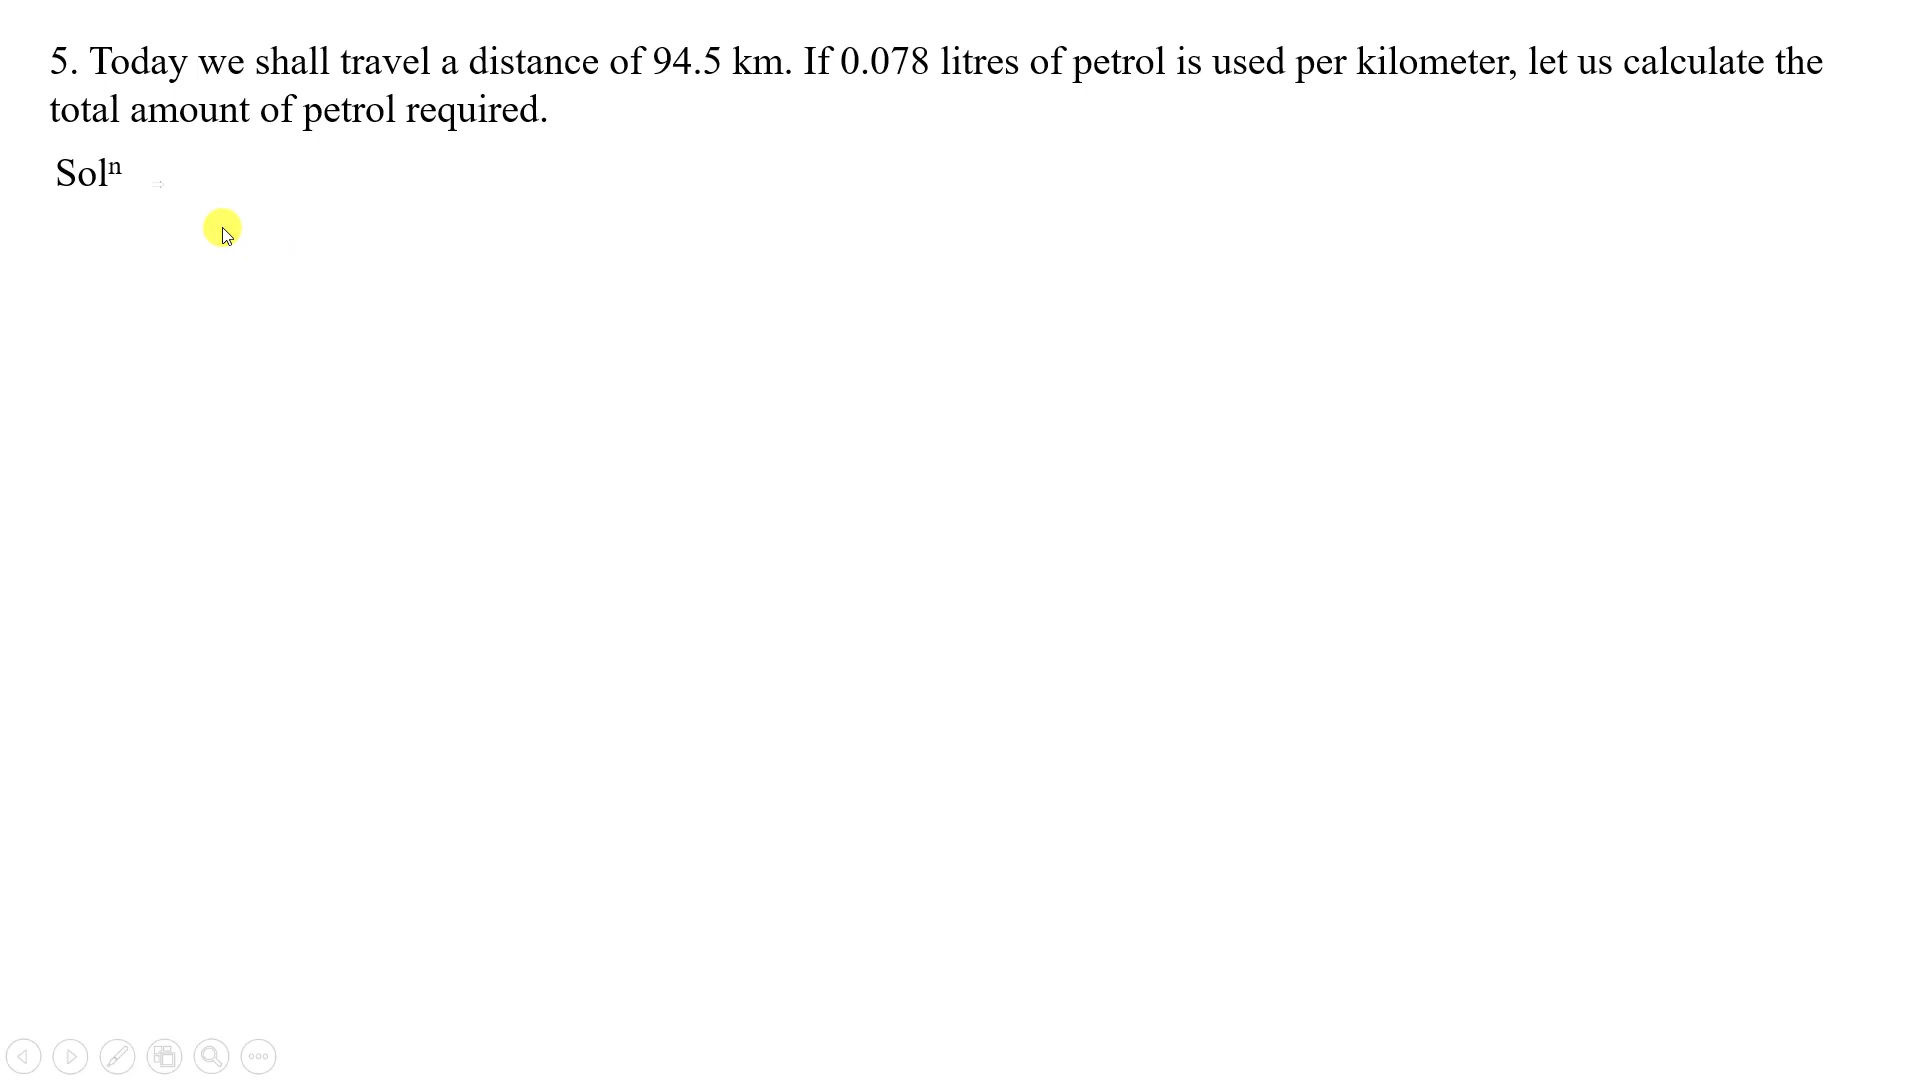 5. Today we shall travel a distance of 94.5 km. If 0.078 litres of petrol is used per kilometer, let us calculate the
total amount of petrol required.
Solⁿ